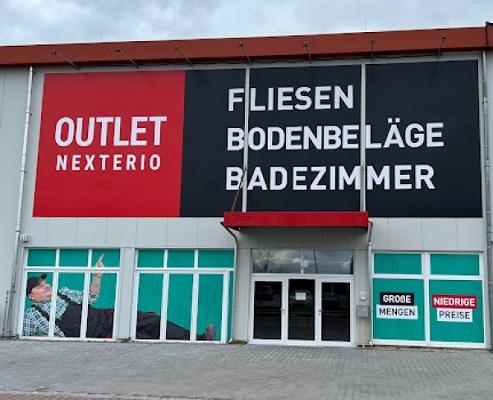 OUTLET
NEXTERIO
FLIESEN
BODENBELÄGE
BADEZIMMER
GROẞE
MENGEN
NIEDRIGE
PREISE